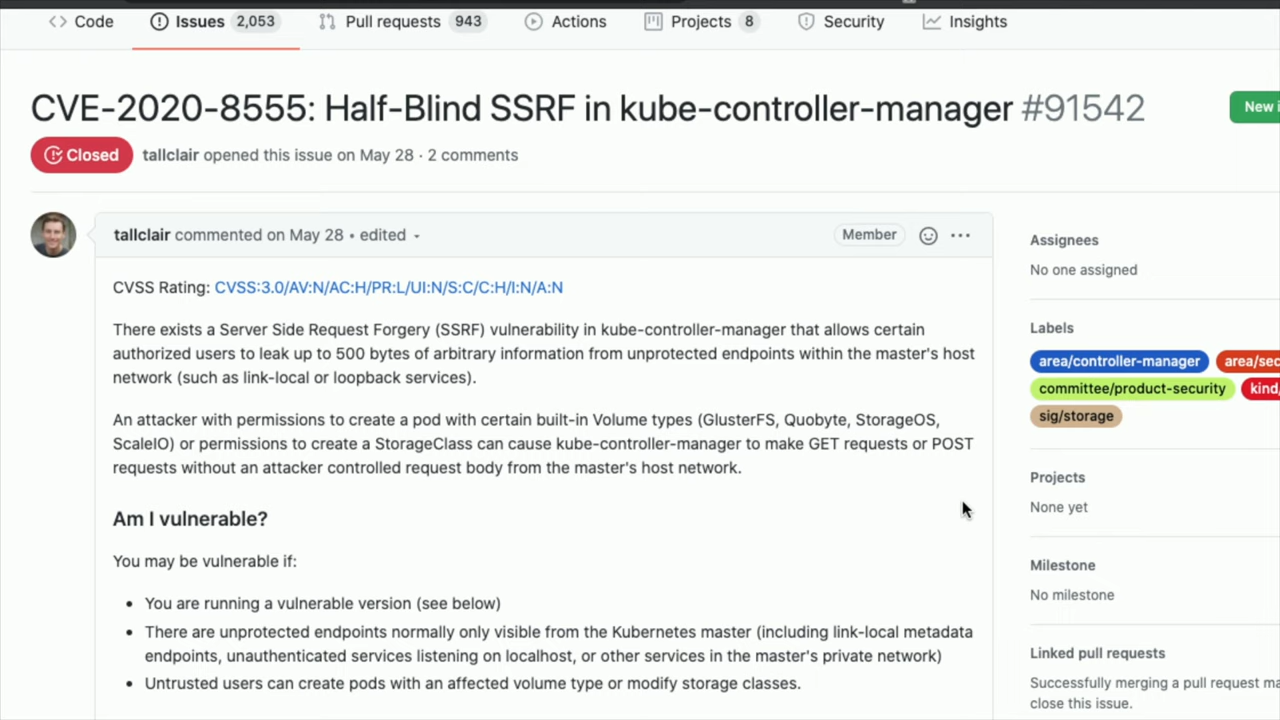 Code
Issues 2,053
Pull requests 943
Actions
Projects 8
Security
Insights
CVE-2020-8555: Half-Blind SSRF in kube-controller-manager #91542
New i
Closed
tallclair opened this issue on May 28 · 2 comments
tallclair commented on May 28 • edited
Member
CVSS Rating: CVSS:3.0/AV:N/AC:H/PR:L/UI:N/S:C/C:H/I:N/A:N
There exists a Server Side Request Forgery (SSRF) vulnerability in kube-controller-manager that allows certain
authorized users to leak up to 500 bytes of arbitrary information from unprotected endpoints within the master's host
network (such as link-local or loopback services).
An attacker with permissions to create a pod with certain built-in Volume types (GlusterFS, Quobyte, StorageOS,
ScaleIO) or permissions to create a StorageClass can cause kube-controller-manager to make GET requests or POST
requests without an attacker controlled request body from the master's host network.
Am I vulnerable?
You may be vulnerable if:
• You are running a vulnerable version (see below)
• There are unprotected endpoints normally only visible from the Kubernetes master (including link-local metadata
endpoints, unauthenticated services listening on localhost, or other services in the master's private network)
• Untrusted users can create pods with an affected volume type or modify storage classes.
Assignees
No one assigned
Labels
area/controller-manager area/sec
committee/product-security kind/
sig/storage
Projects
None yet
Milestone
No milestone
Linked pull requests
Successfully merging a pull request ma
close this issue.